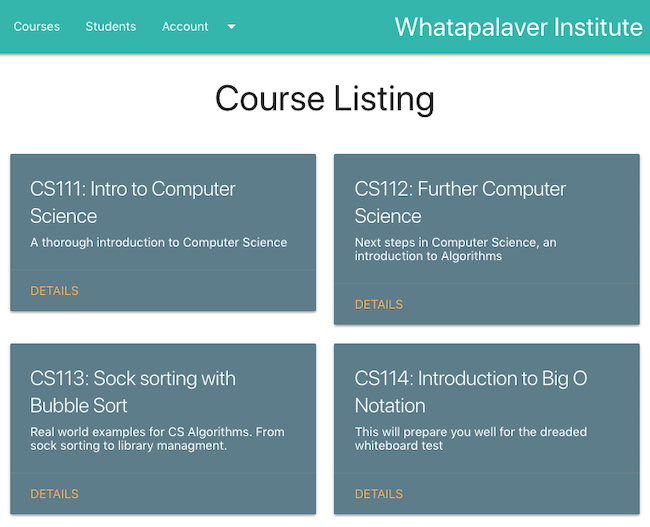 Courses Students Account Whatapalaver Institute
Course Listing
CS111: Intro to Computer
Science
A thorough introduction to Computer Science
DETAILS
CS112: Further Computer
Science
Next steps in Computer Science, an
introduction to Algorithms
DETAILS
CS113: Sock sorting with
Bubble Sort
Real world examples for CS Algorithms. From
sock sorting to library managment.
DETAILS
CS114: Introduction to Big O
Notation
This will prepare you well for the dreaded
whiteboard test
DETAILS